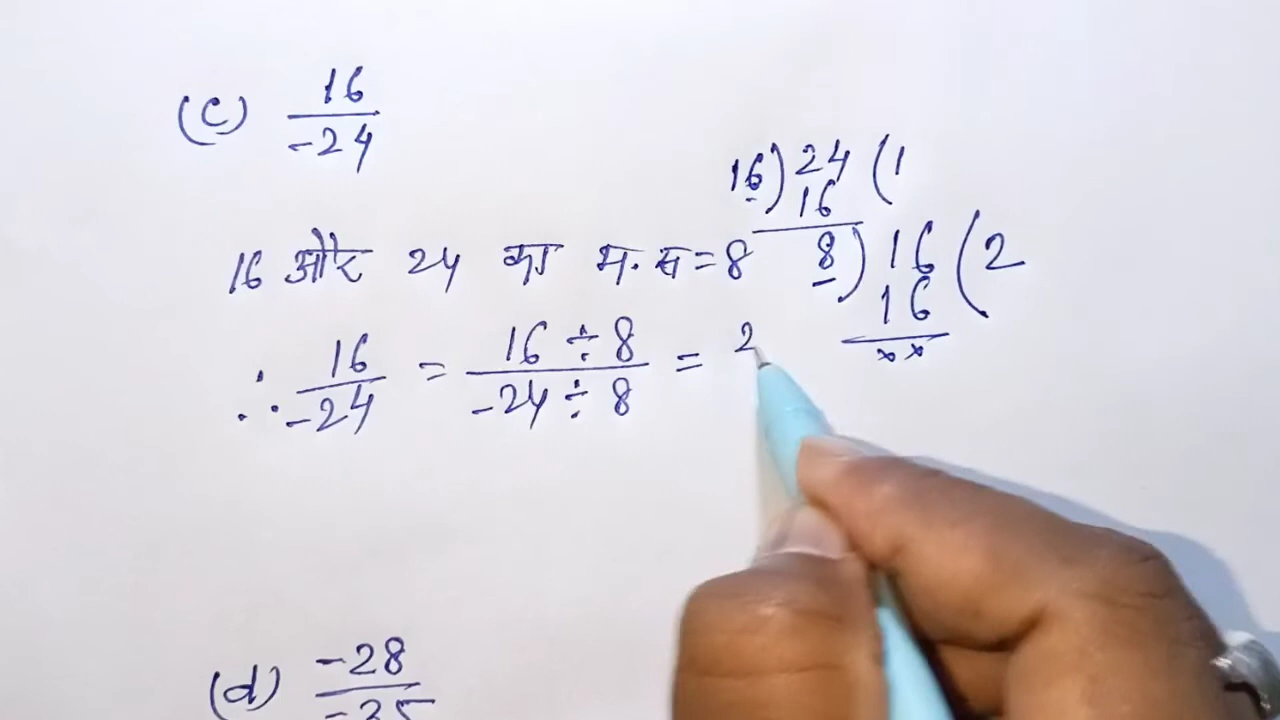 (c) 16/-24
16) 24 (1
16
8) 16 (2
16
××
16 और 24 का म.स = 8
∴ 16/-24 = 16 ÷ 8/-24 ÷ 8 = 2
(d) -28/-35